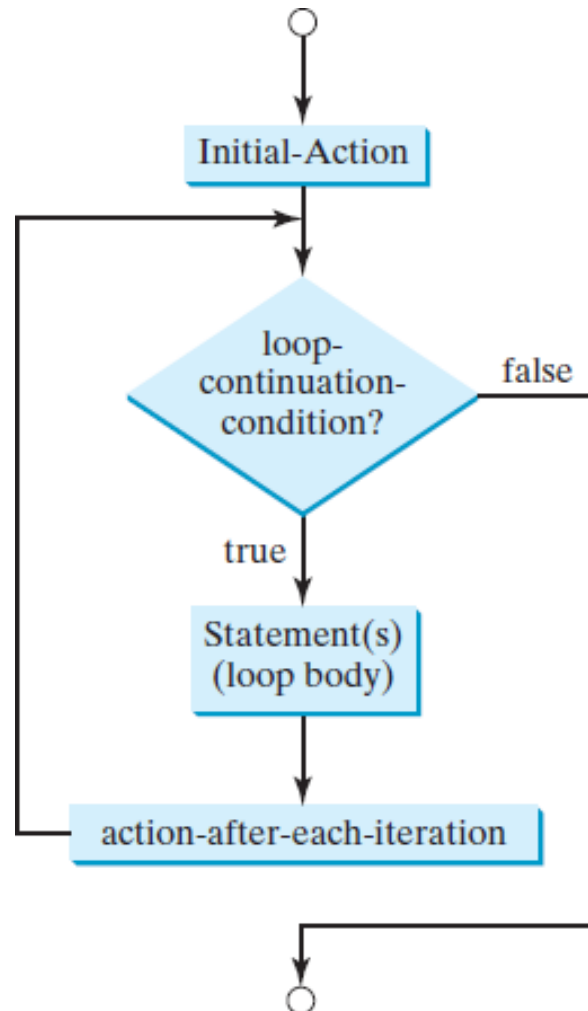 Initial-Action
loop-
continuation-
condition?
false
true
Statement(s)
(loop body)
action-after-each-iteration